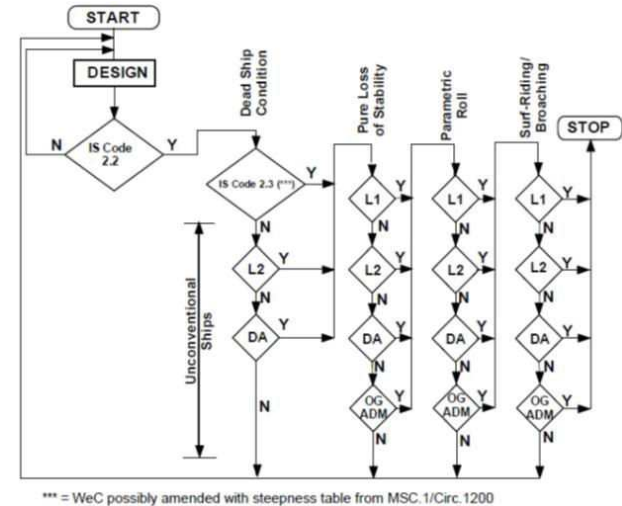 START
DESIGN
N
IS Code
2.2
Y
Dead Ship
Condition
IS Code 2.3 (***)
Y
N
L2
Y
N
DA
Y
N
Unconventional
Ships
Pure Loss
of Stability
L1
Y
N
L2
Y
N
DA
Y
N
OG
ADM
Y
N
Parametric
Roll
L1
Y
N
L2
Y
N
DA
Y
N
OG
ADM
Y
N
Surf-Riding/
Broaching
L1
Y
N
L2
Y
N
DA
Y
N
OG
ADM
Y
N
STOP
*** = WeC possibly amended with steepness table from MSC.1/Circ.1200